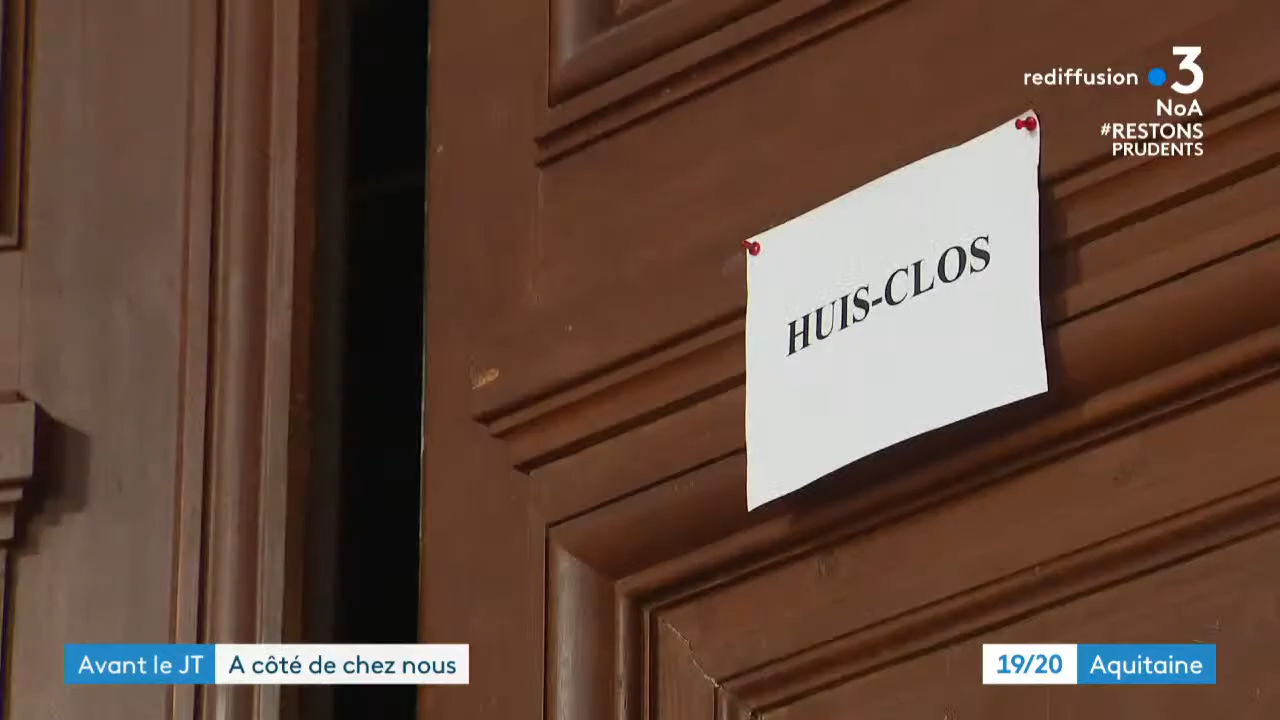 rediffusion 3
NoA
#RESTONS
PRUDENTS
HUIS-CLOS
Avant le JT A côté de chez nous
19/20 Aquitaine